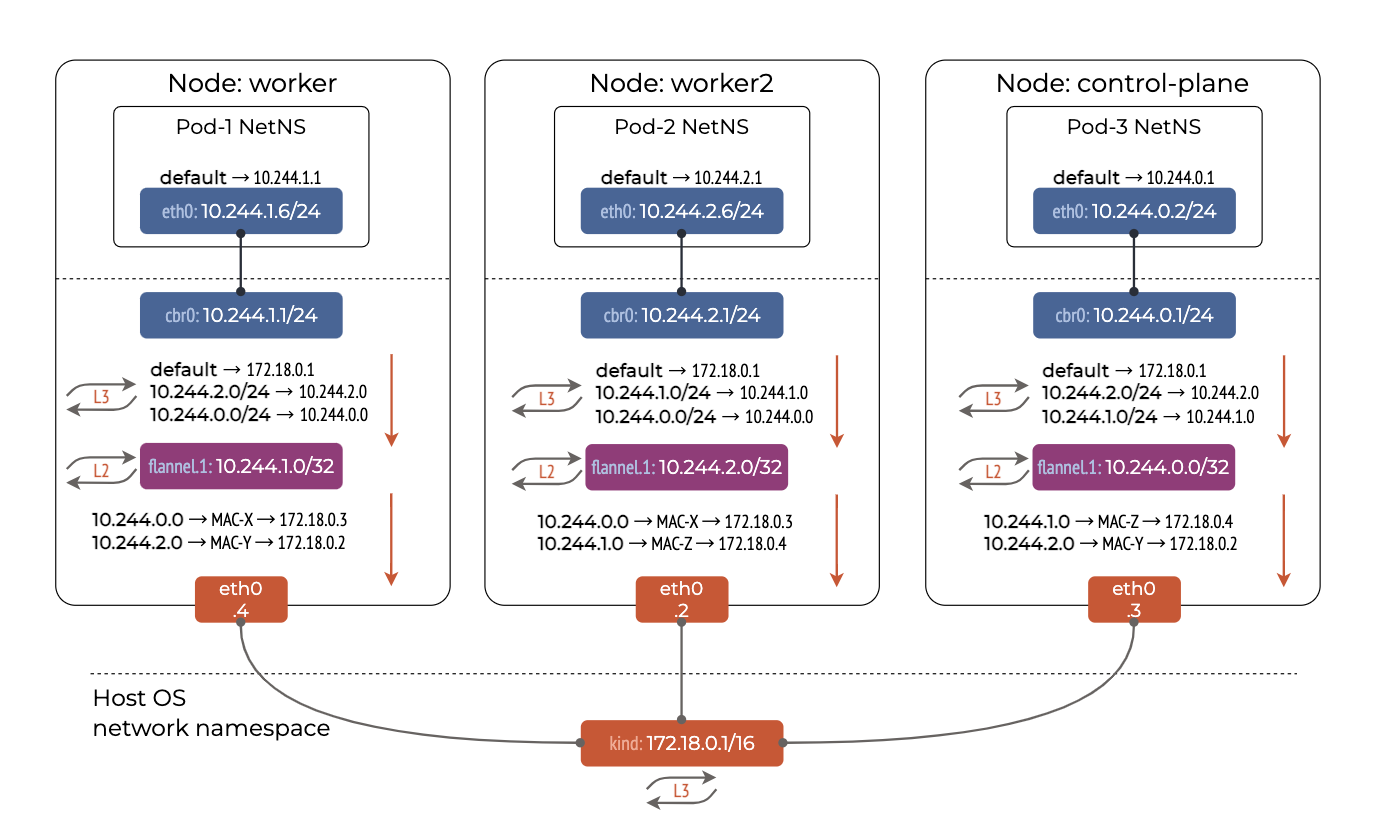 Node: worker
Pod-1 NetNS
default → 10.244.1.1
eth0: 10.244.1.6/24
cbr0: 10.244.1.1/24
default → 172.18.0.1
10.244.2.0/24 → 10.244.2.0
10.244.0.0/24 → 10.244.0.0
L3
flannel.1: 10.244.1.0/32
L2
10.244.0.0 → MAC-X → 172.18.0.3
10.244.2.0 → MAC-Y → 172.18.0.2
eth0
.4
Node: worker2
Pod-2 NetNS
default → 10.244.2.1
eth0: 10.244.2.6/24
cbr0: 10.244.2.1/24
default → 172.18.0.1
10.244.1.0/24 → 10.244.1.0
10.244.0.0/24 → 10.244.0.0
L3
flannel.1: 10.244.2.0/32
L2
10.244.0.0 → MAC-X → 172.18.0.3
10.244.1.0 → MAC-Z → 172.18.0.4
eth0
.2
Node: control-plane
Pod-3 NetNS
default → 10.244.0.1
eth0: 10.244.0.2/24
cbr0: 10.244.0.1/24
default → 172.18.0.1
10.244.2.0/24 → 10.244.2.0
10.244.1.0/24 → 10.244.1.0
L3
flannel.1: 10.244.0.0/32
L2
10.244.1.0 → MAC-Z → 172.18.0.4
10.244.2.0 → MAC-Y → 172.18.0.2
eth0
.3
Host OS
network namespace
kind: 172.18.0.1/16
L3